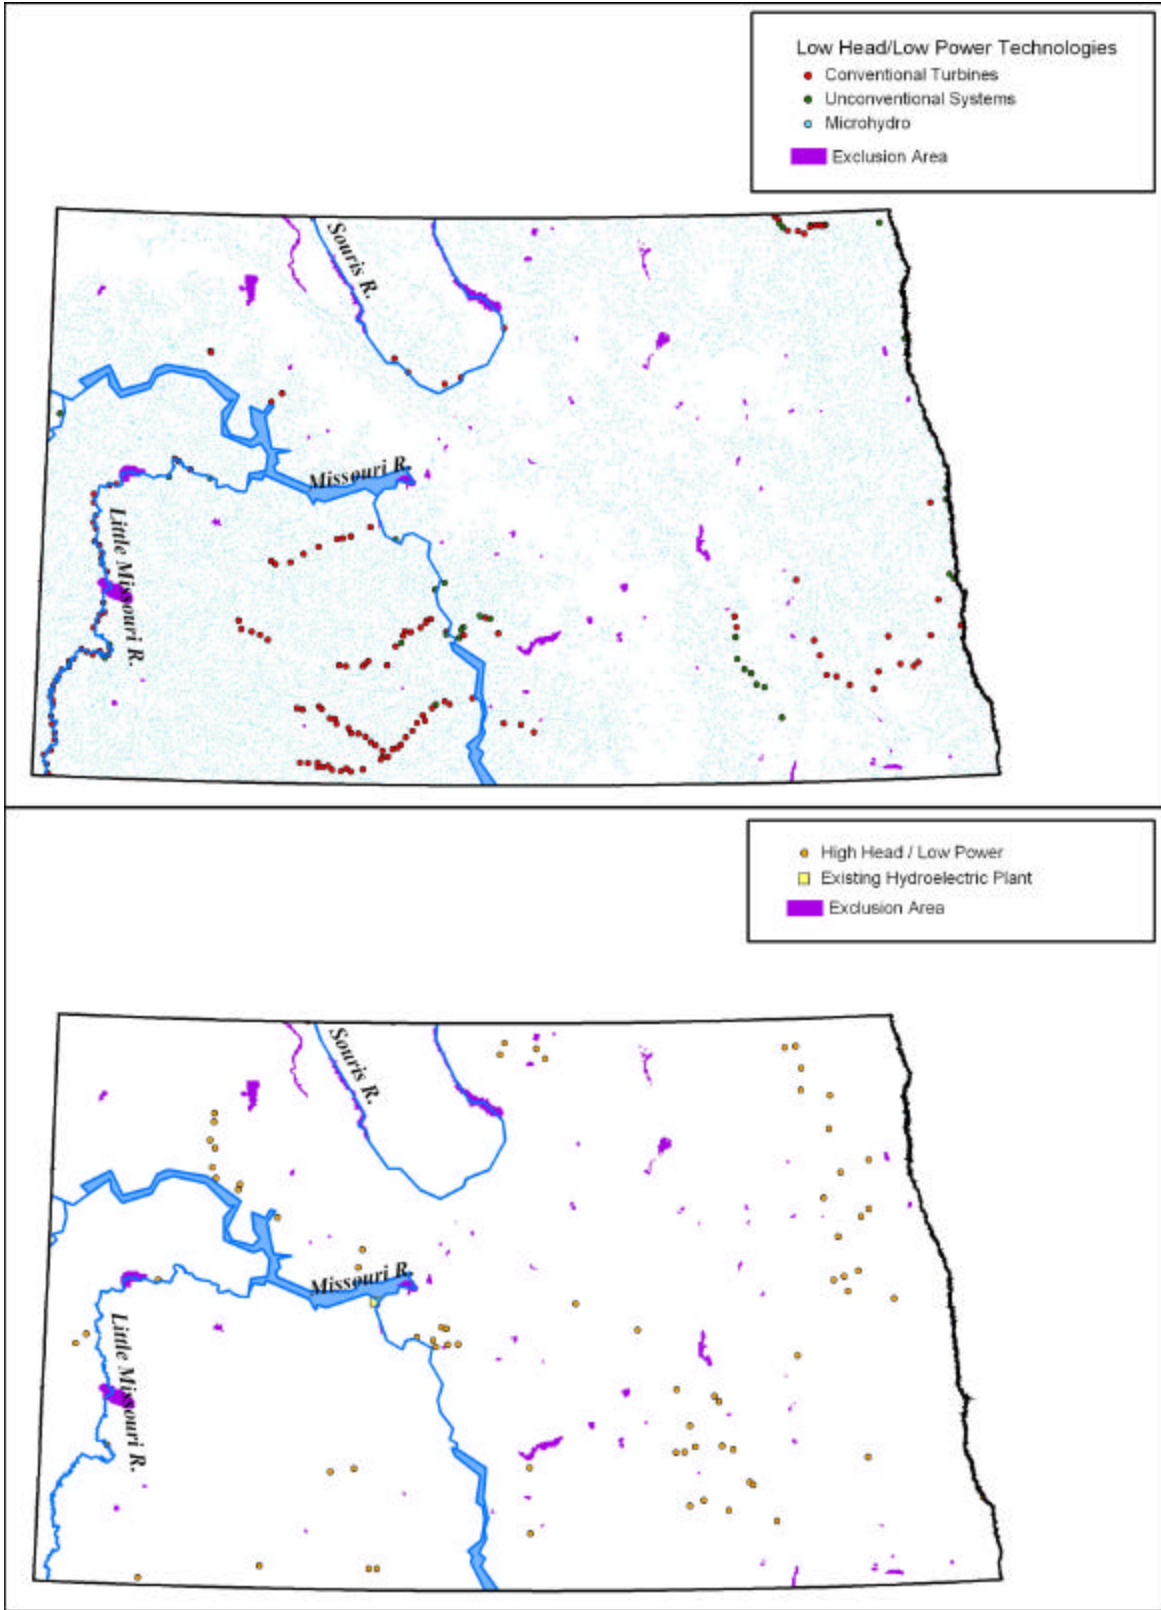 Low Head/Low Power Technologies
Conventional Turbines
Unconventional Systems
Microhydro
Exclusion Area
Souris R.
Missouri R.
Little Missouri R.
High Head / Low Power
Existing Hydroelectric Plant
Exclusion Area
Souris R.
Missouri R.
Little Missouri R.